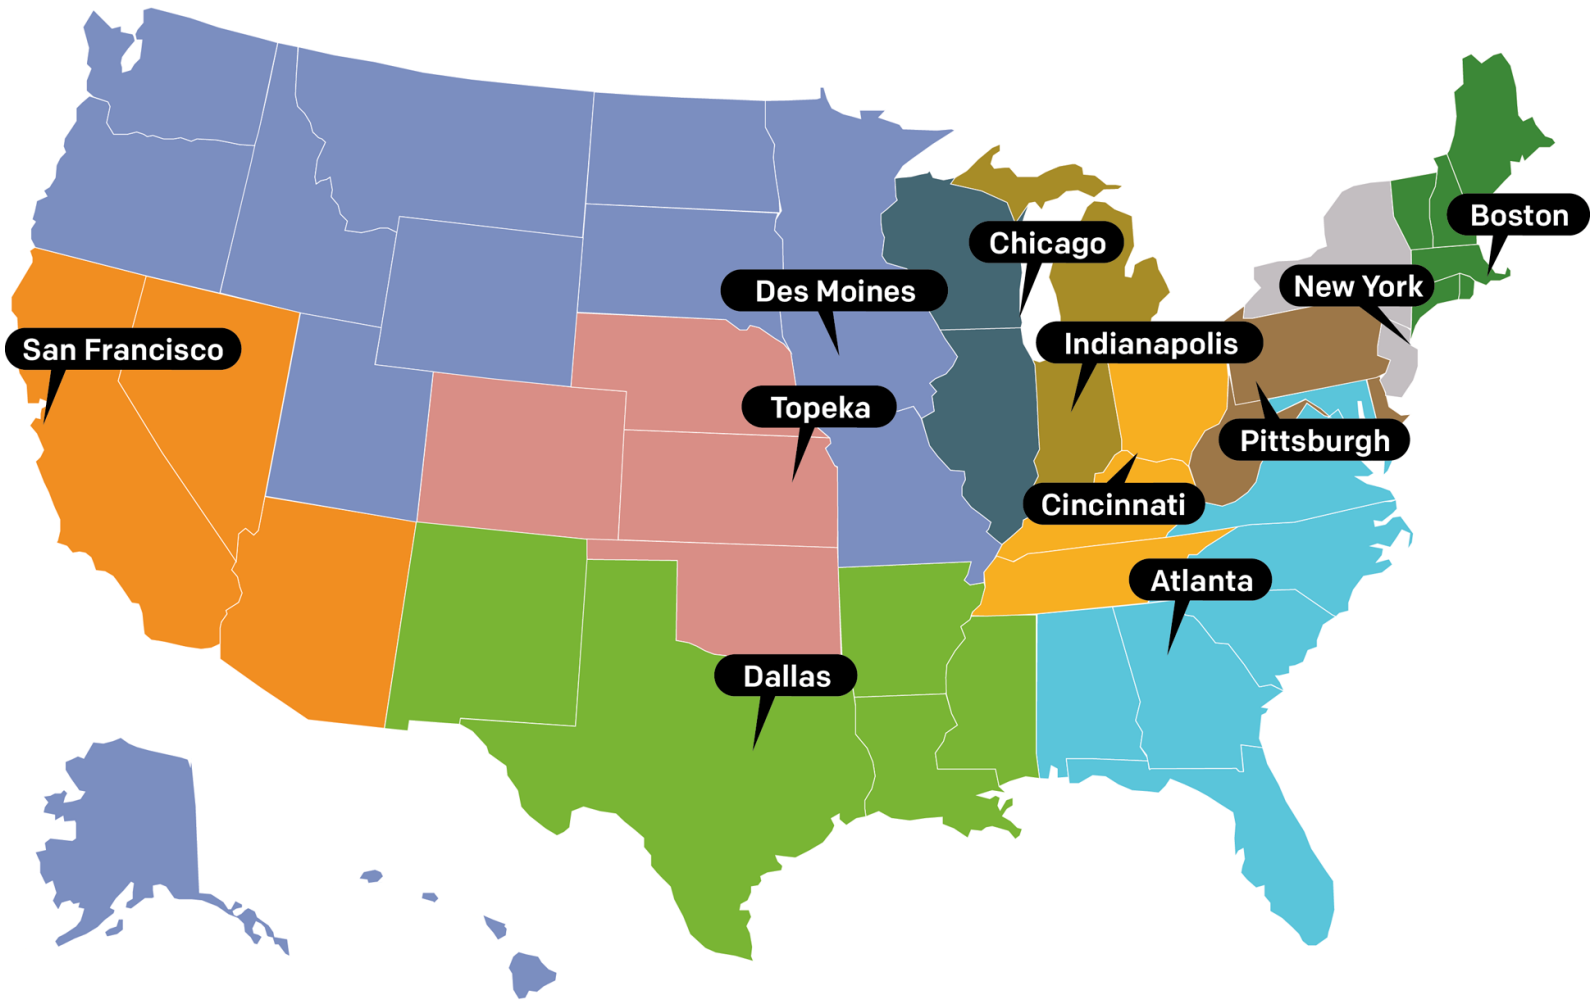 Boston
Chicago
New York
Des Moines
Indianapolis
San Francisco
Topeka
Pittsburgh
Cincinnati
Atlanta
Dallas